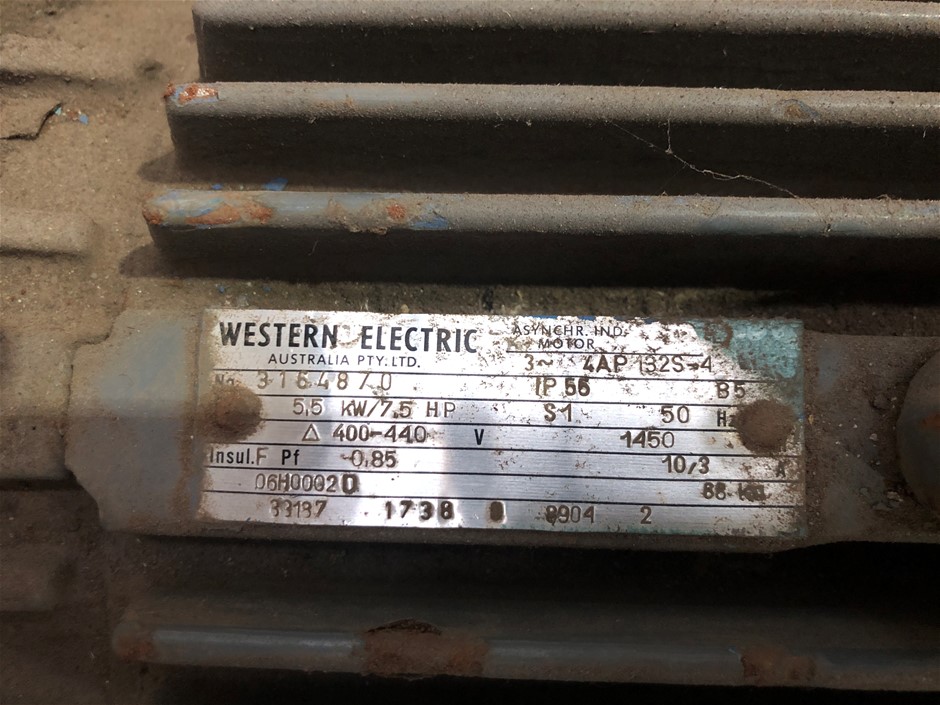 WESTERN ELECTRIC
AUSTRALIA PTY. LTD.
ASYNCHR. IND.
MOTOR
3~ 4AP 132S-4
No. 3164870
IP 56 B5
5,5 kW/7,5 HP S1 50 Hz
△ 400-440 V 1450
Insul.F Pf 0,85 10,3 A
06H00020
33187 1738 8904 2